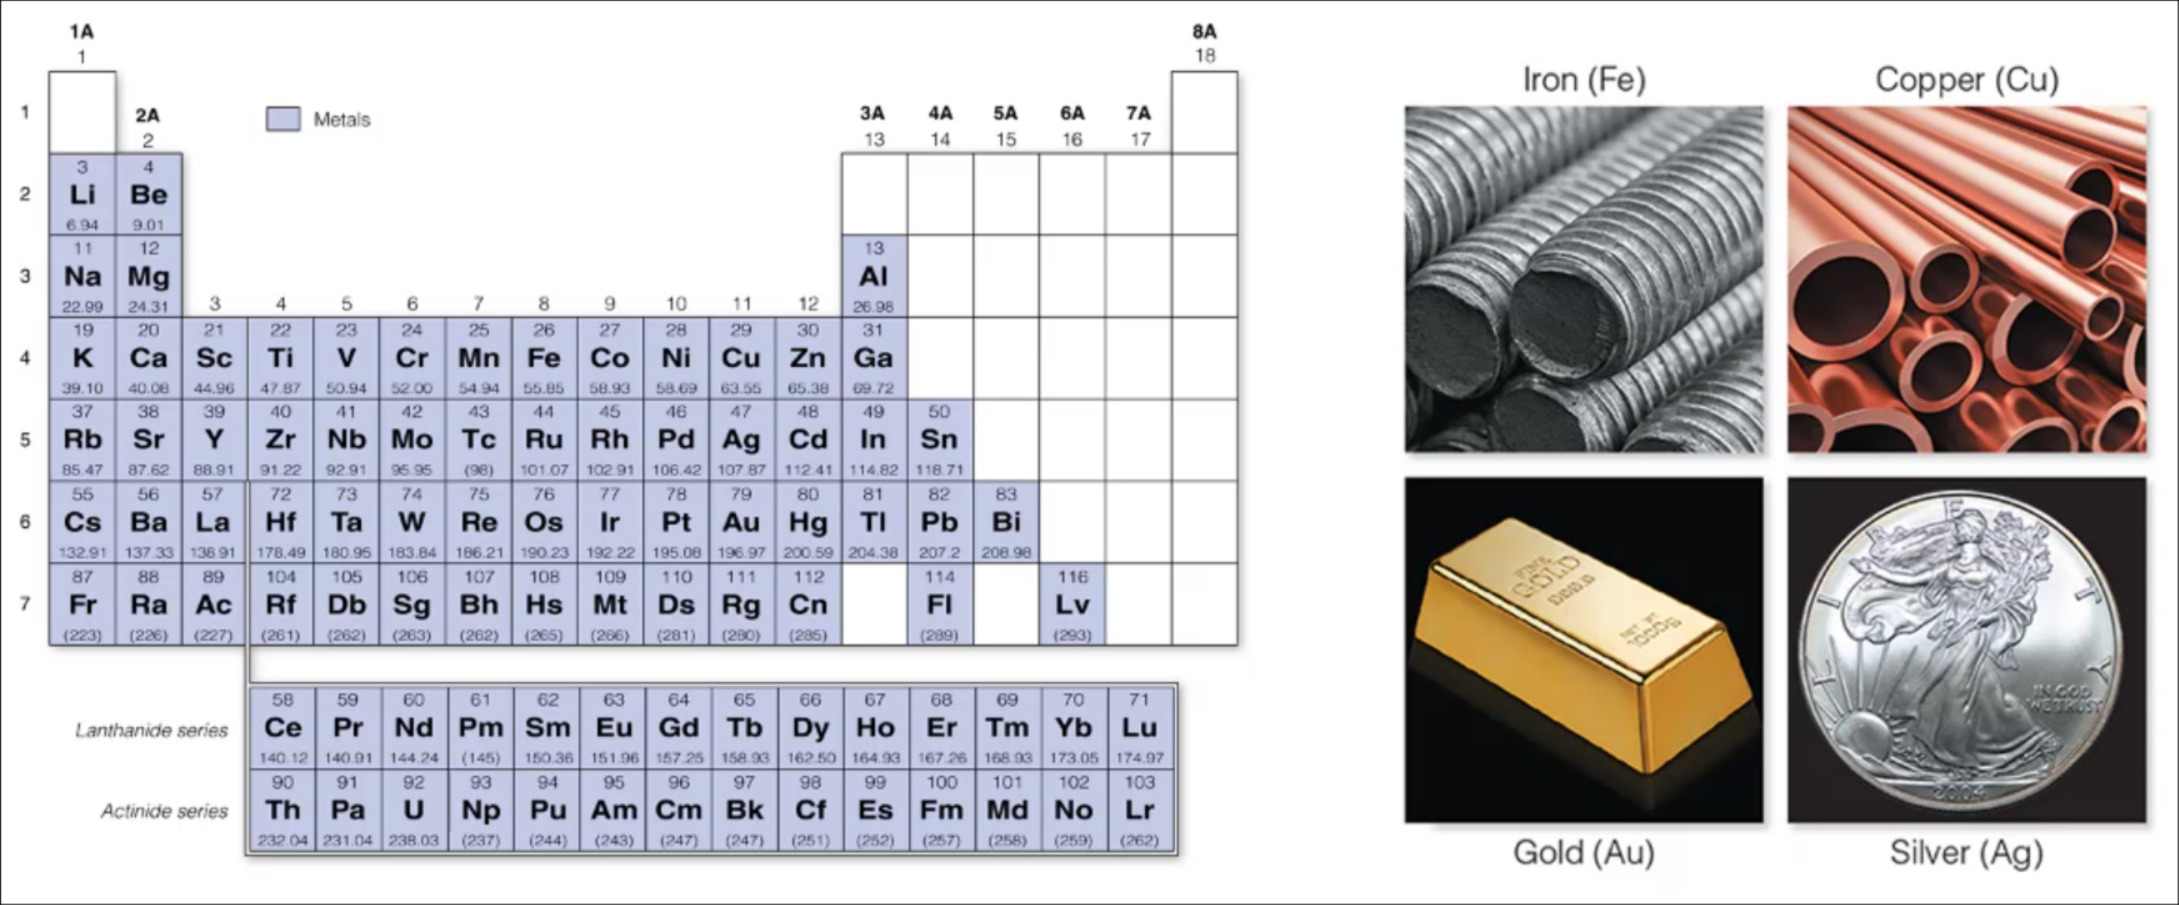 1A
1
8A
18
1
2A
2
Metals
3A 4A 5A 6A 7A
13 14 15 16 17
3 4
2 Li Be
6.94 9.01
11 12 13
3 Na Mg Al
22.99 24.31 3 4 5 6 7 8 9 10 11 12 26.98
19 20 21 22 23 24 25 26 27 28 29 30 31
4 K Ca Sc Ti V Cr Mn Fe Co Ni Cu Zn Ga
39.10 40.08 44.96 47.87 50.94 52.00 54.94 55.85 58.93 58.69 63.55 65.38 69.72
37 38 39 40 41 42 43 44 45 46 47 48 49 50
5 Rb Sr Y Zr Nb Mo Tc Ru Rh Pd Ag Cd In Sn
85.47 87.62 88.91 91.22 92.91 95.95 (98) 101.07 102.91 106.42 107.87 112.41 114.82 118.71
55 56 57 72 73 74 75 76 77 78 79 80 81 82 83
6 Cs Ba La Hf Ta W Re Os Ir Pt Au Hg Tl Pb Bi
132.91 137.33 138.91 178.49 180.95 183.84 186.21 190.23 192.22 195.08 196.97 200.59 204.38 207.2 208.98
87 88 89 104 105 106 107 108 109 110 111 112 114 116
7 Fr Ra Ac Rf Db Sg Bh Hs Mt Ds Rg Cn Fl Lv
(223) (226) (227) (261) (262) (263) (262) (265) (266) (281) (280) (285) (289) (293)
58 59 60 61 62 63 64 65 66 67 68 69 70 71
Lanthanide series Ce Pr Nd Pm Sm Eu Gd Tb Dy Ho Er Tm Yb Lu
140.12 140.91 144.24 (145) 150.36 151.96 157.25 158.93 162.50 164.93 167.26 168.93 173.05 174.97
90 91 92 93 94 95 96 97 98 99 100 101 102 103
Actinide series Th Pa U Np Pu Am Cm Bk Cf Es Fm Md No Lr
232.04 231.04 238.03 (237) (244) (243) (247) (247) (251) (252) (257) (258) (259) (262)
Iron (Fe)
Copper (Cu)
FINE
GOLD
999.9
NET WT
1000g
Gold (Au)
LIBERTY
IN GOD
WE TRUST
2004
Silver (Ag)